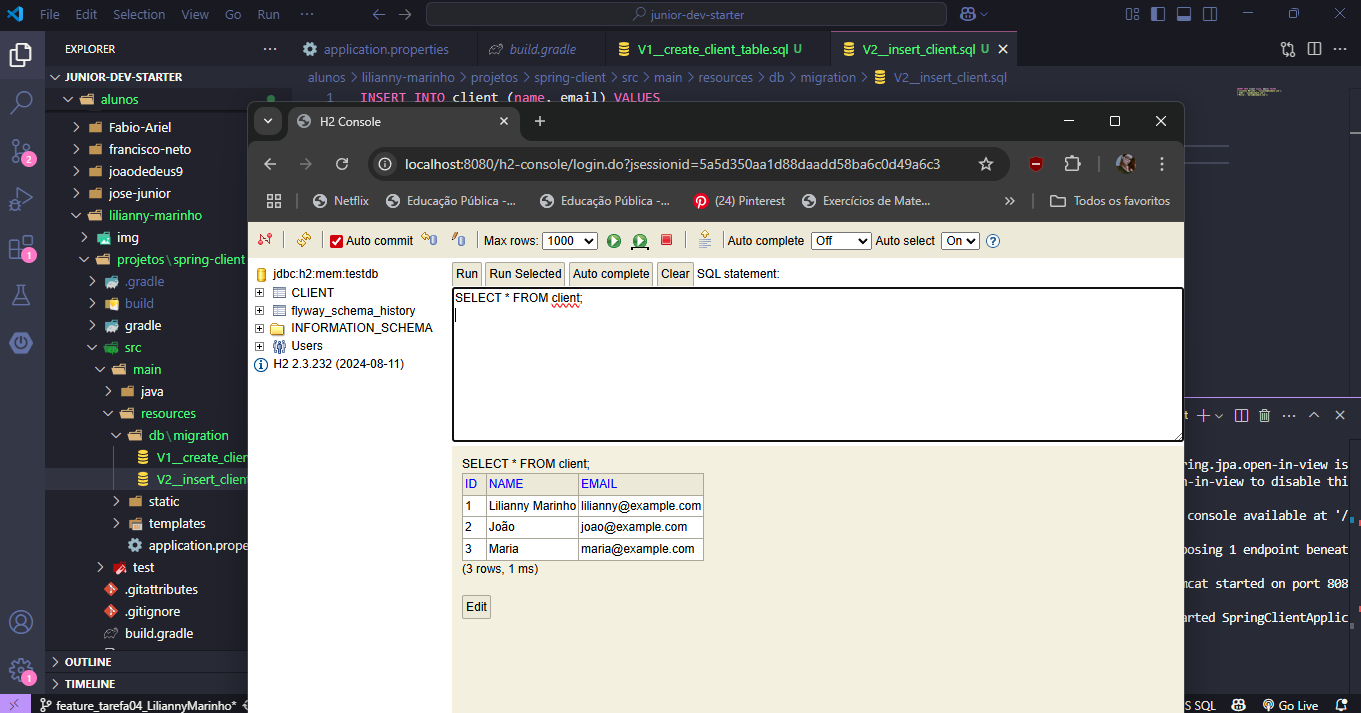 File Edit Selection View Go Run ··· junior-dev-starter
EXPLORER ···
application.properties
build.gradle
V1__create_client_table.sql U
V2__insert_client.sql U
JUNIOR-DEV-STARTER
alunos > lilianny-marinho > projetos > spring-client > src > main > resources > db > migration > V2__insert_client.sql
1 INSERT INTO client (name, email) VALUES
alunos
Fabio-Ariel
francisco-neto
joaodedeus9
jose-junior
lilianny-marinho
img
projetos\spring-client
.gradle
build
gradle
src
main
java
resources
db\migration
V1__create_clien
V2__insert_client
static
templates
application.prope
test
.gitattributes
.gitignore
build.gradle
OUTLINE
TIMELINE
2
1
1
feature_tarefa04_LiliannyMarinho*
H2 Console
localhost:8080/h2-console/login.do?jsessionid=5a5d350aa1d88daadd58ba6c0d49a6c3
Netflix
Educação Pública -...
Educação Pública -...
(24) Pinterest
Exercícios de Mate...
»
Todos os favoritos
Auto commit
Max rows: 1000
Auto complete Off
Auto select On
jdbc:h2:mem:testdb
CLIENT
flyway_schema_history
INFORMATION_SCHEMA
Users
H2 2.3.232 (2024-08-11)
Run Run Selected Auto complete Clear SQL statement:
SELECT * FROM client;
SELECT * FROM client;
ID NAME EMAIL
1 Lilianny Marinho lilianny@example.com
2 João joao@example.com
3 Maria maria@example.com
(3 rows, 1 ms)
Edit
ring.jpa.open-in-view is
n-in-view to disable thi
console available at '/
posing 1 endpoint beneat
mcat started on port 808
arted SpringClientApplic
S SQL
Go Live